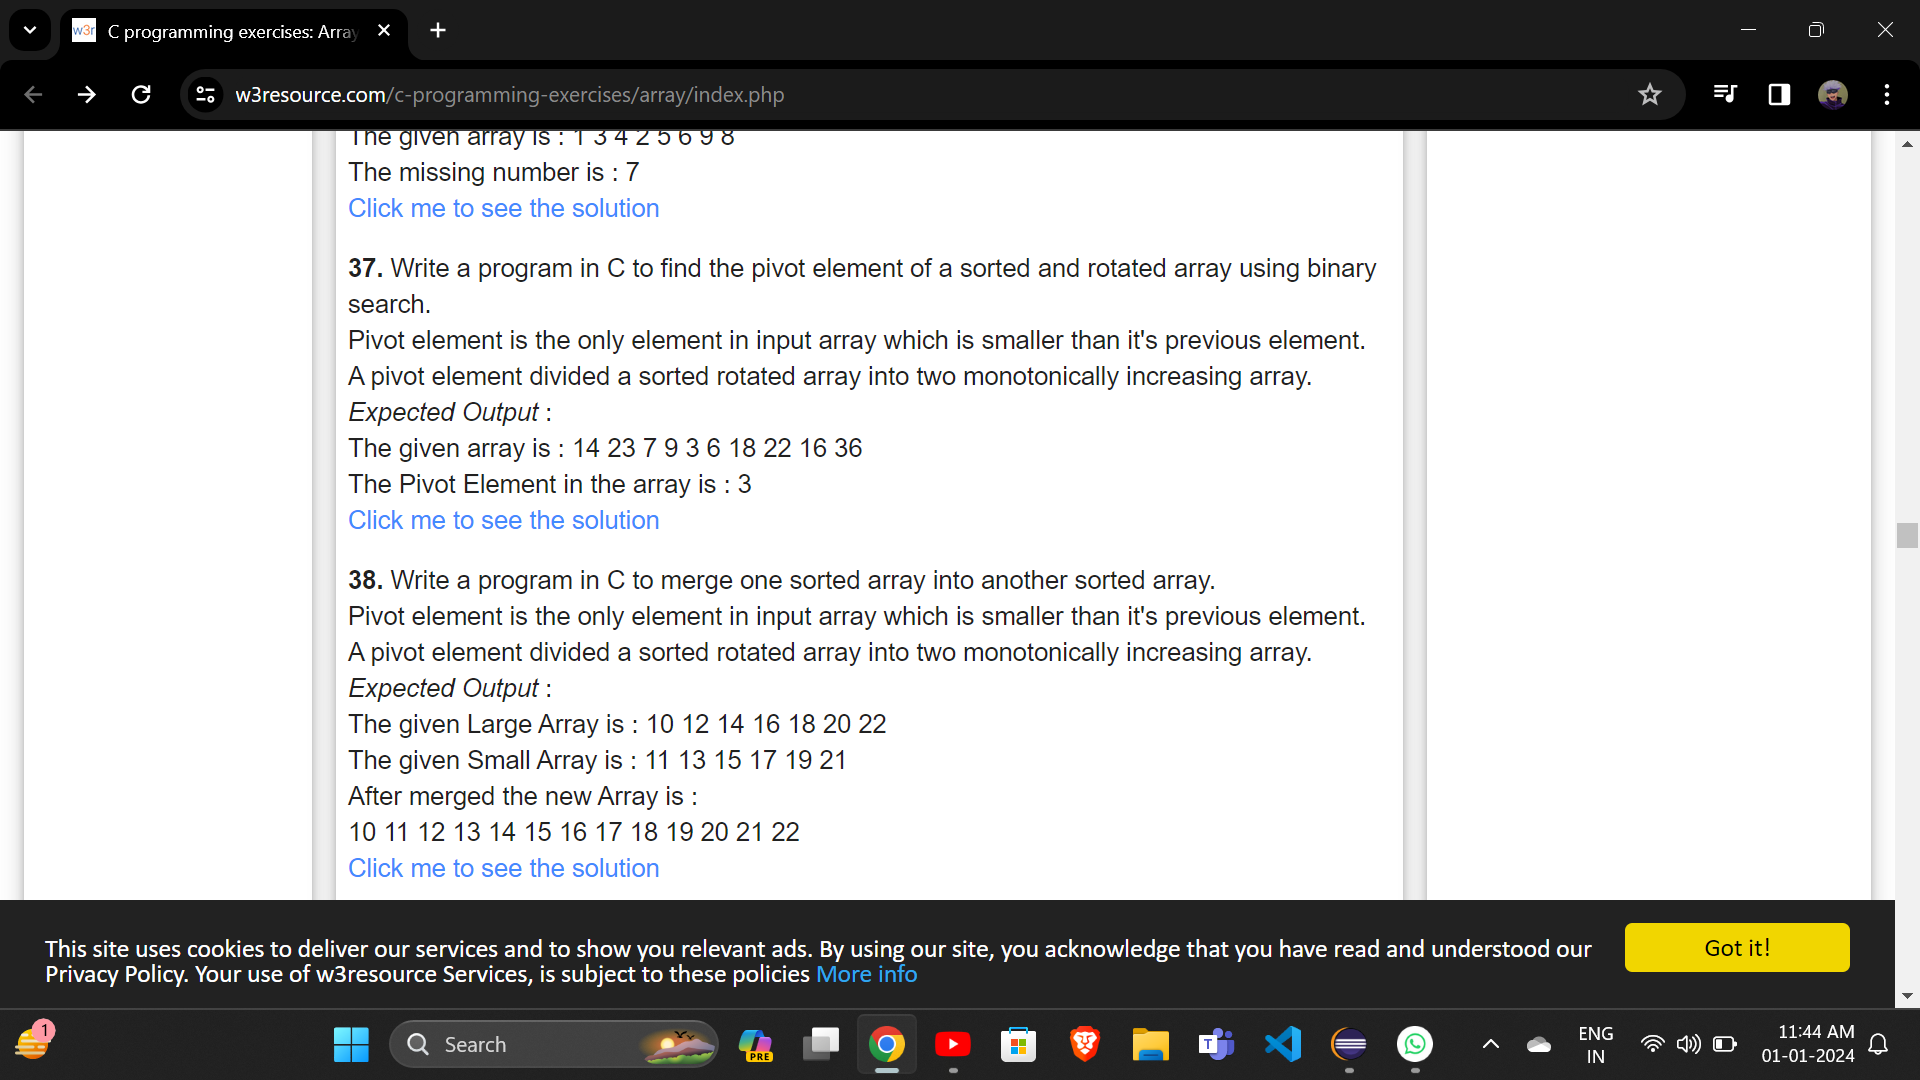 w3r C programming exercises: Array
w3resource.com/c-programming-exercises/array/index.php
The given array is : 1 3 4 2 5 6 9 8
The missing number is : 7
Click me to see the solution
37. Write a program in C to find the pivot element of a sorted and rotated array using binary
search.
Pivot element is the only element in input array which is smaller than it's previous element.
A pivot element divided a sorted rotated array into two monotonically increasing array.
Expected Output :
The given array is : 14 23 7 9 3 6 18 22 16 36
The Pivot Element in the array is : 3
Click me to see the solution
38. Write a program in C to merge one sorted array into another sorted array.
Pivot element is the only element in input array which is smaller than it's previous element.
A pivot element divided a sorted rotated array into two monotonically increasing array.
Expected Output :
The given Large Array is : 10 12 14 16 18 20 22
The given Small Array is : 11 13 15 17 19 21
After merged the new Array is :
10 11 12 13 14 15 16 17 18 19 20 21 22
Click me to see the solution
This site uses cookies to deliver our services and to show you relevant ads. By using our site, you acknowledge that you have read and understood our
Privacy Policy. Your use of w3resource Services, is subject to these policies More info
Got it!
1
Search
PRE
T
ENG
IN
11:44 AM
01-01-2024